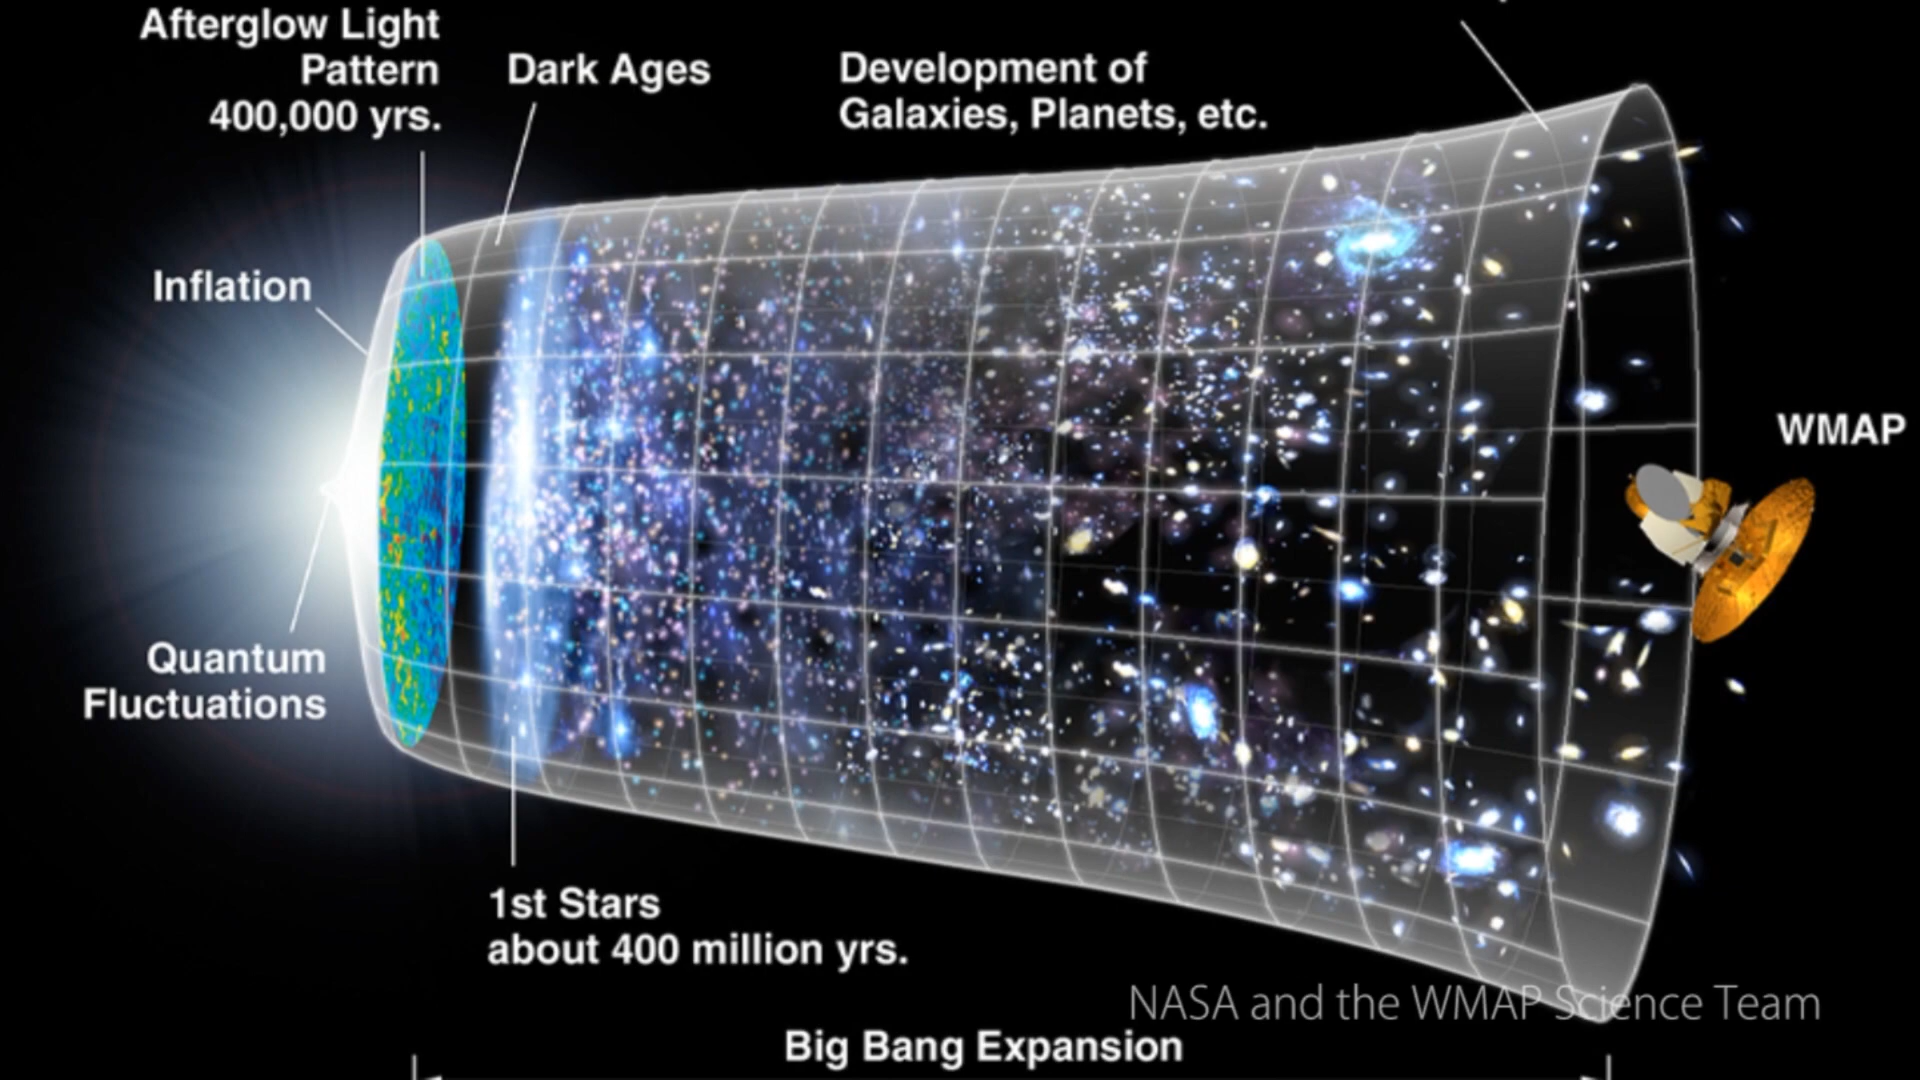 Afterglow Light
Pattern
400,000 yrs.
Dark Ages
Development of
Galaxies, Planets, etc.
Inflation
WMAP
Quantum
Fluctuations
1st Stars
about 400 million yrs.
NASA and the WMAP Science Team
Big Bang Expansion